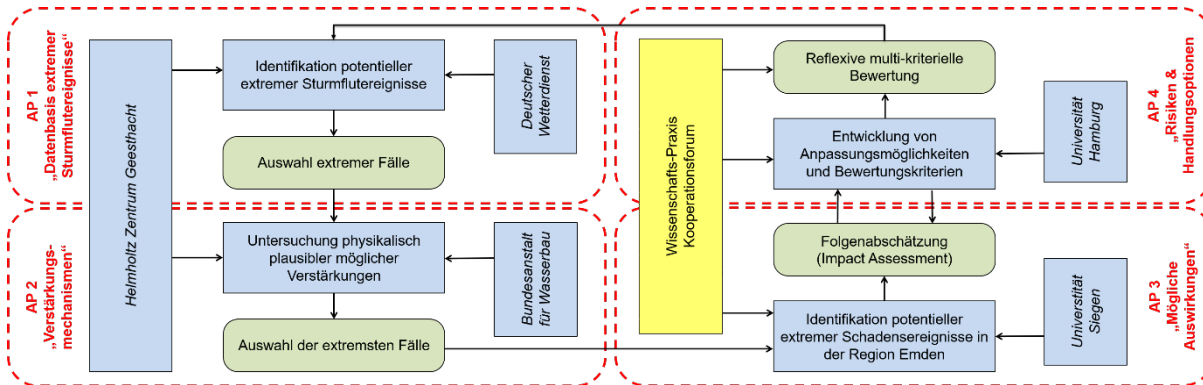 AP 1
„Datenbasis extremer
Sturmflutereignisse“
Helmholtz Zentrum Geesthacht
Identifikation potentieller
extremer Sturmflutereignisse
Deutscher
Wetterdienst
Auswahl extremer Fälle
AP 2
„Verstärkungs-
mechanismen“
Untersuchung physikalisch
plausibler möglicher
Verstärkungen
Bundesanstalt
für Wasserbau
Auswahl der extremsten Fälle
Wissenschafts-Praxis
Kooperationsforum
Reflexive multi-kriterielle
Bewertung
Entwicklung von
Anpassungsmöglichkeiten
und Bewertungskriterien
Universität
Hamburg
AP 4
„Risiken &
Handlungsoptionen
Folgenabschätzung
(Impact Assessment)
Identifikation potentieller
extremer Schadensereignisse in
der Region Emden
Universtität
Siegen
AP 3
„Mögliche
Auswirkungen“